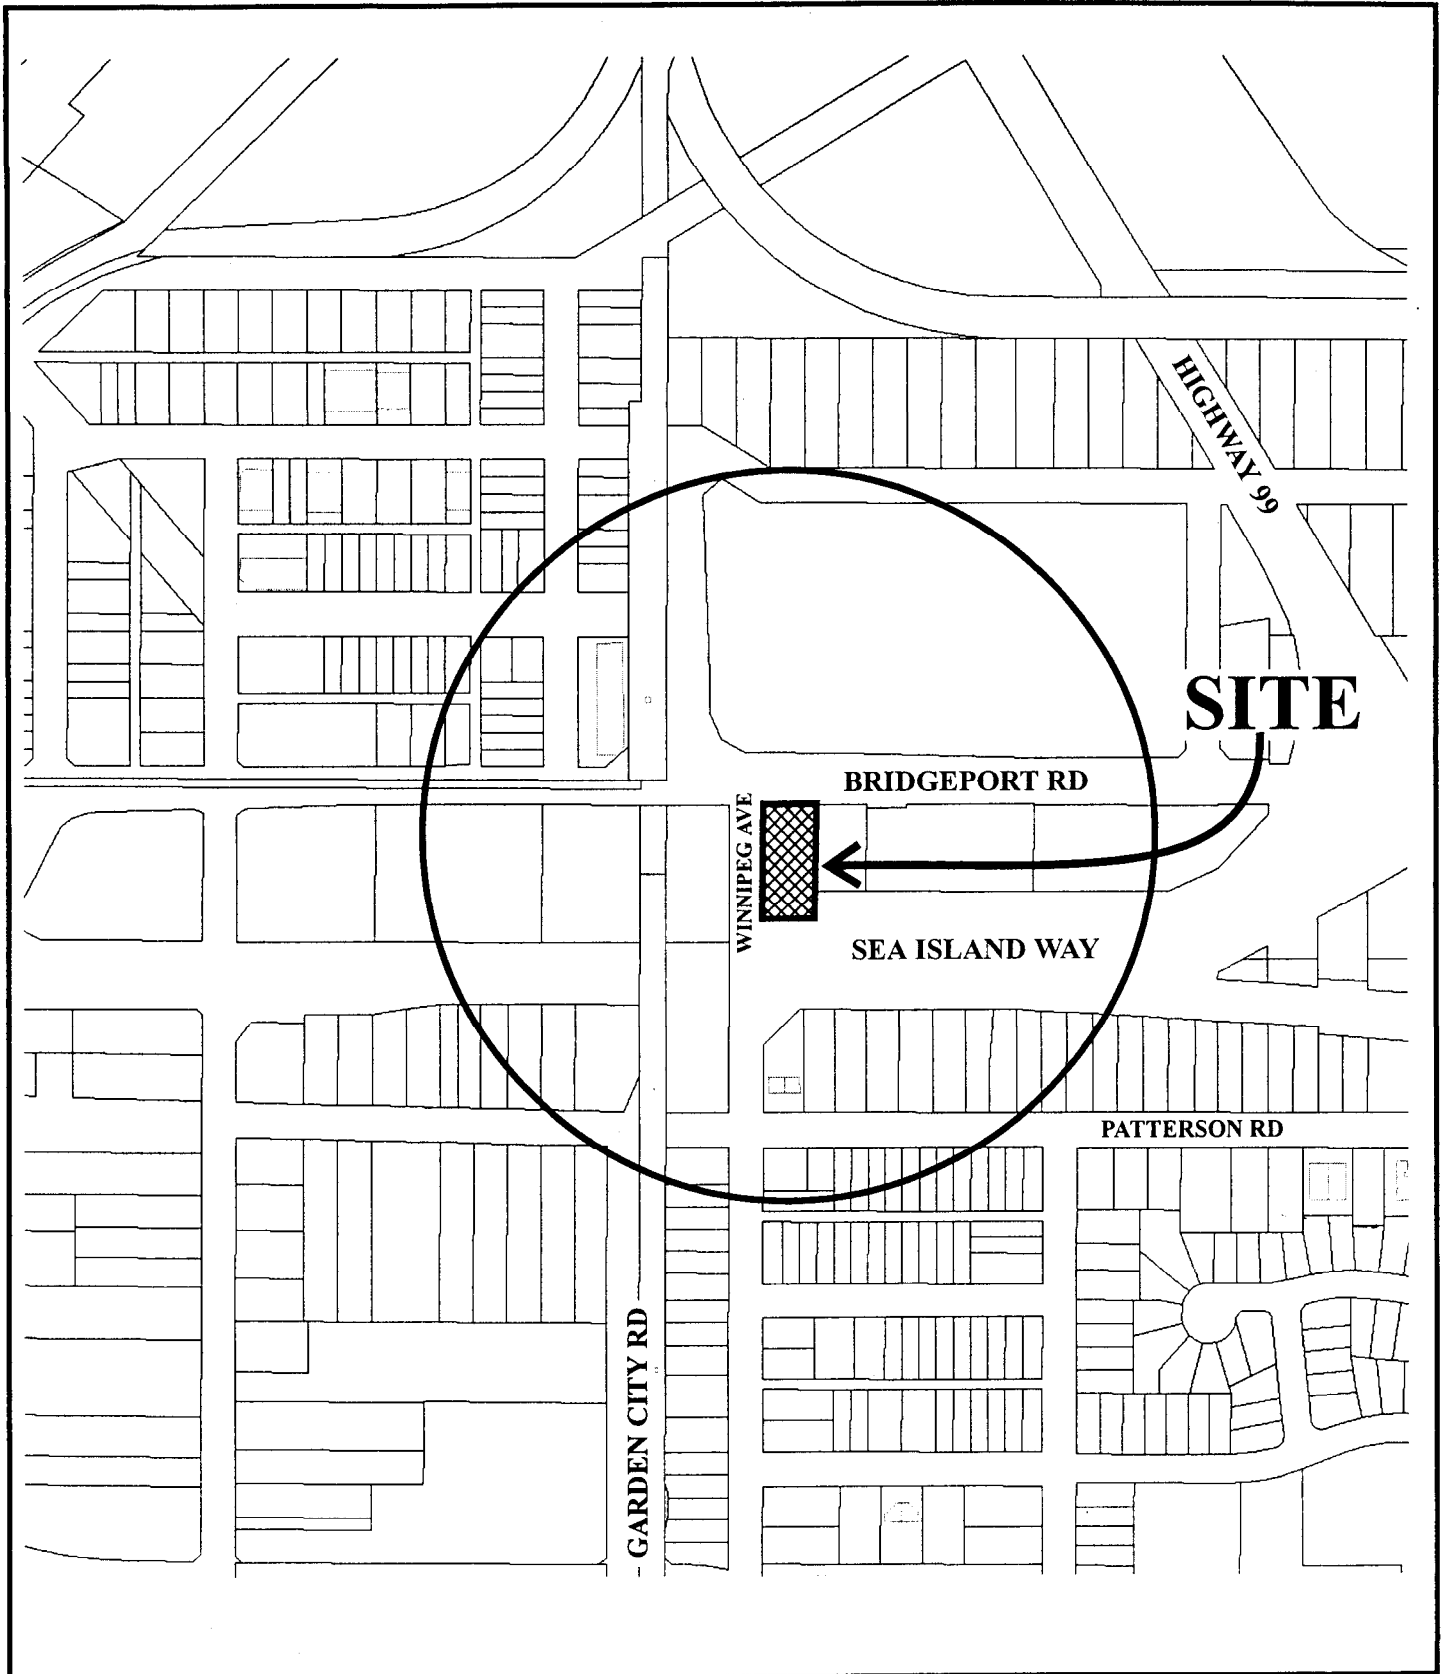 HIGHWAY 99
SITE
BRIDGEPORT RD
WINNIPEG AVE
SEA ISLAND WAY
PATTERSON RD
GARDEN CITY RD